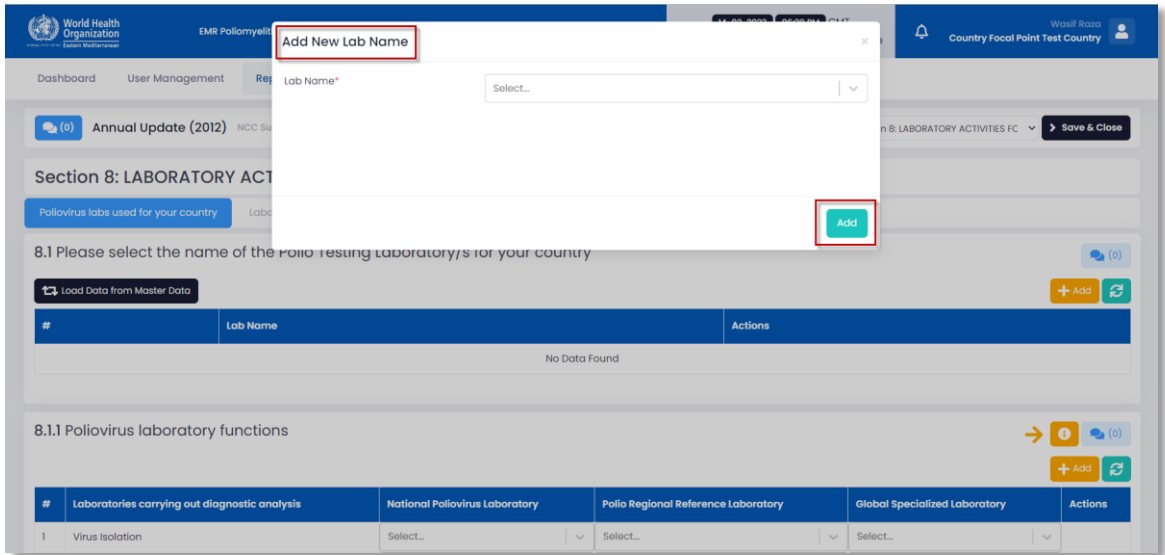 World Health
Organization
Eastern Mediterranean
EMR Poliomyelit
GMT
Wasif Raza
Country Focal Point Test Country
Add New Lab Name
×
Dashboard User Management Rep
Lab Name*
Select...
(0) Annual Update (2012) NCC Su
n 8: LABORATORY ACTIVITIES FC
Save & Close
Section 8: LABORATORY ACT
Poliovirus labs used for your country
Labo
Add
8.1 Please select the name of the Polio Testing Laboratory/s for your country
(0)
Load Data from Master Data
+ Add
# Lab Name Actions
No Data Found
8.1.1 Poliovirus laboratory functions
(0)
+ Add
# Laboratories carrying out diagnostic analysis National Poliovirus Laboratory Polio Regional Reference Laboratory Global Specialized Laboratory Actions
1 Virus Isolation Select... Select... Select...